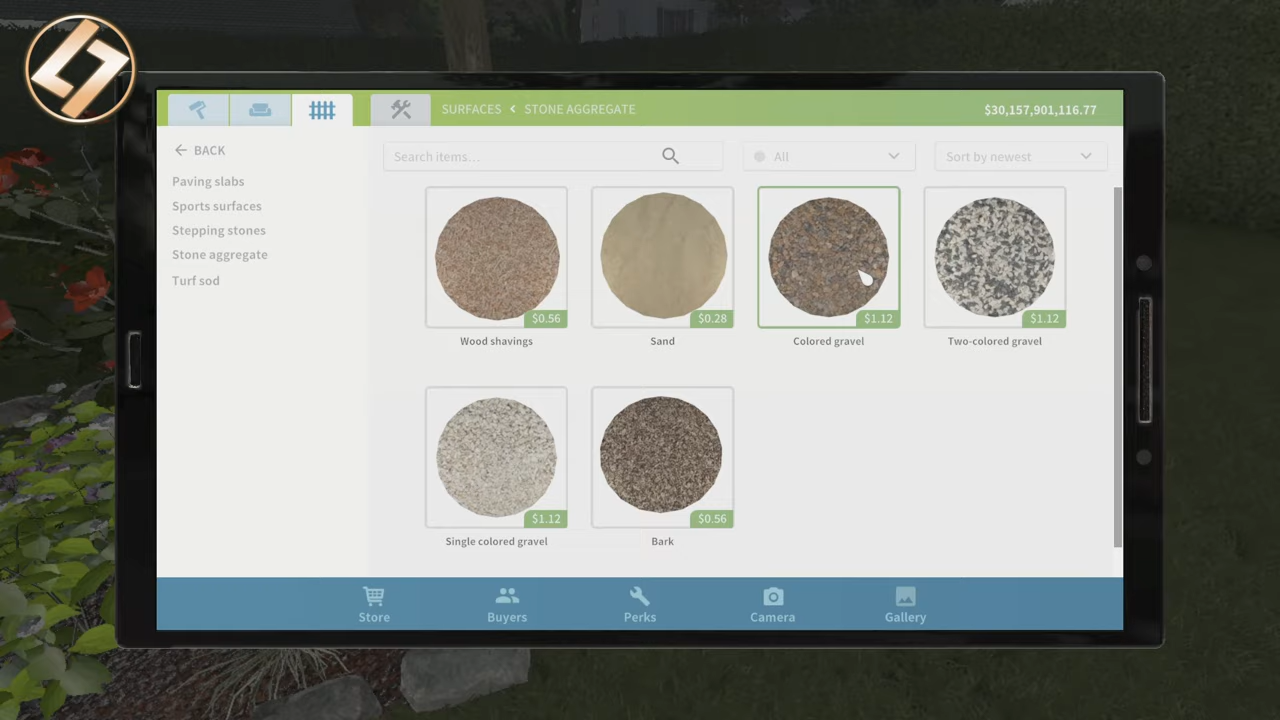 SURFACES < STONE AGGREGATE
$30,157,901,116.77
BACK
Paving slabs
Sports surfaces
Stepping stones
Stone aggregate
Turf sod
Search items...
All
Sort by newest
$0.56
$0.28
$1.12
$1.12
Wood shavings
Sand
Colored gravel
Two-colored gravel
$1.12
$0.56
Single colored gravel
Bark
Store
Buyers
Perks
Camera
Gallery